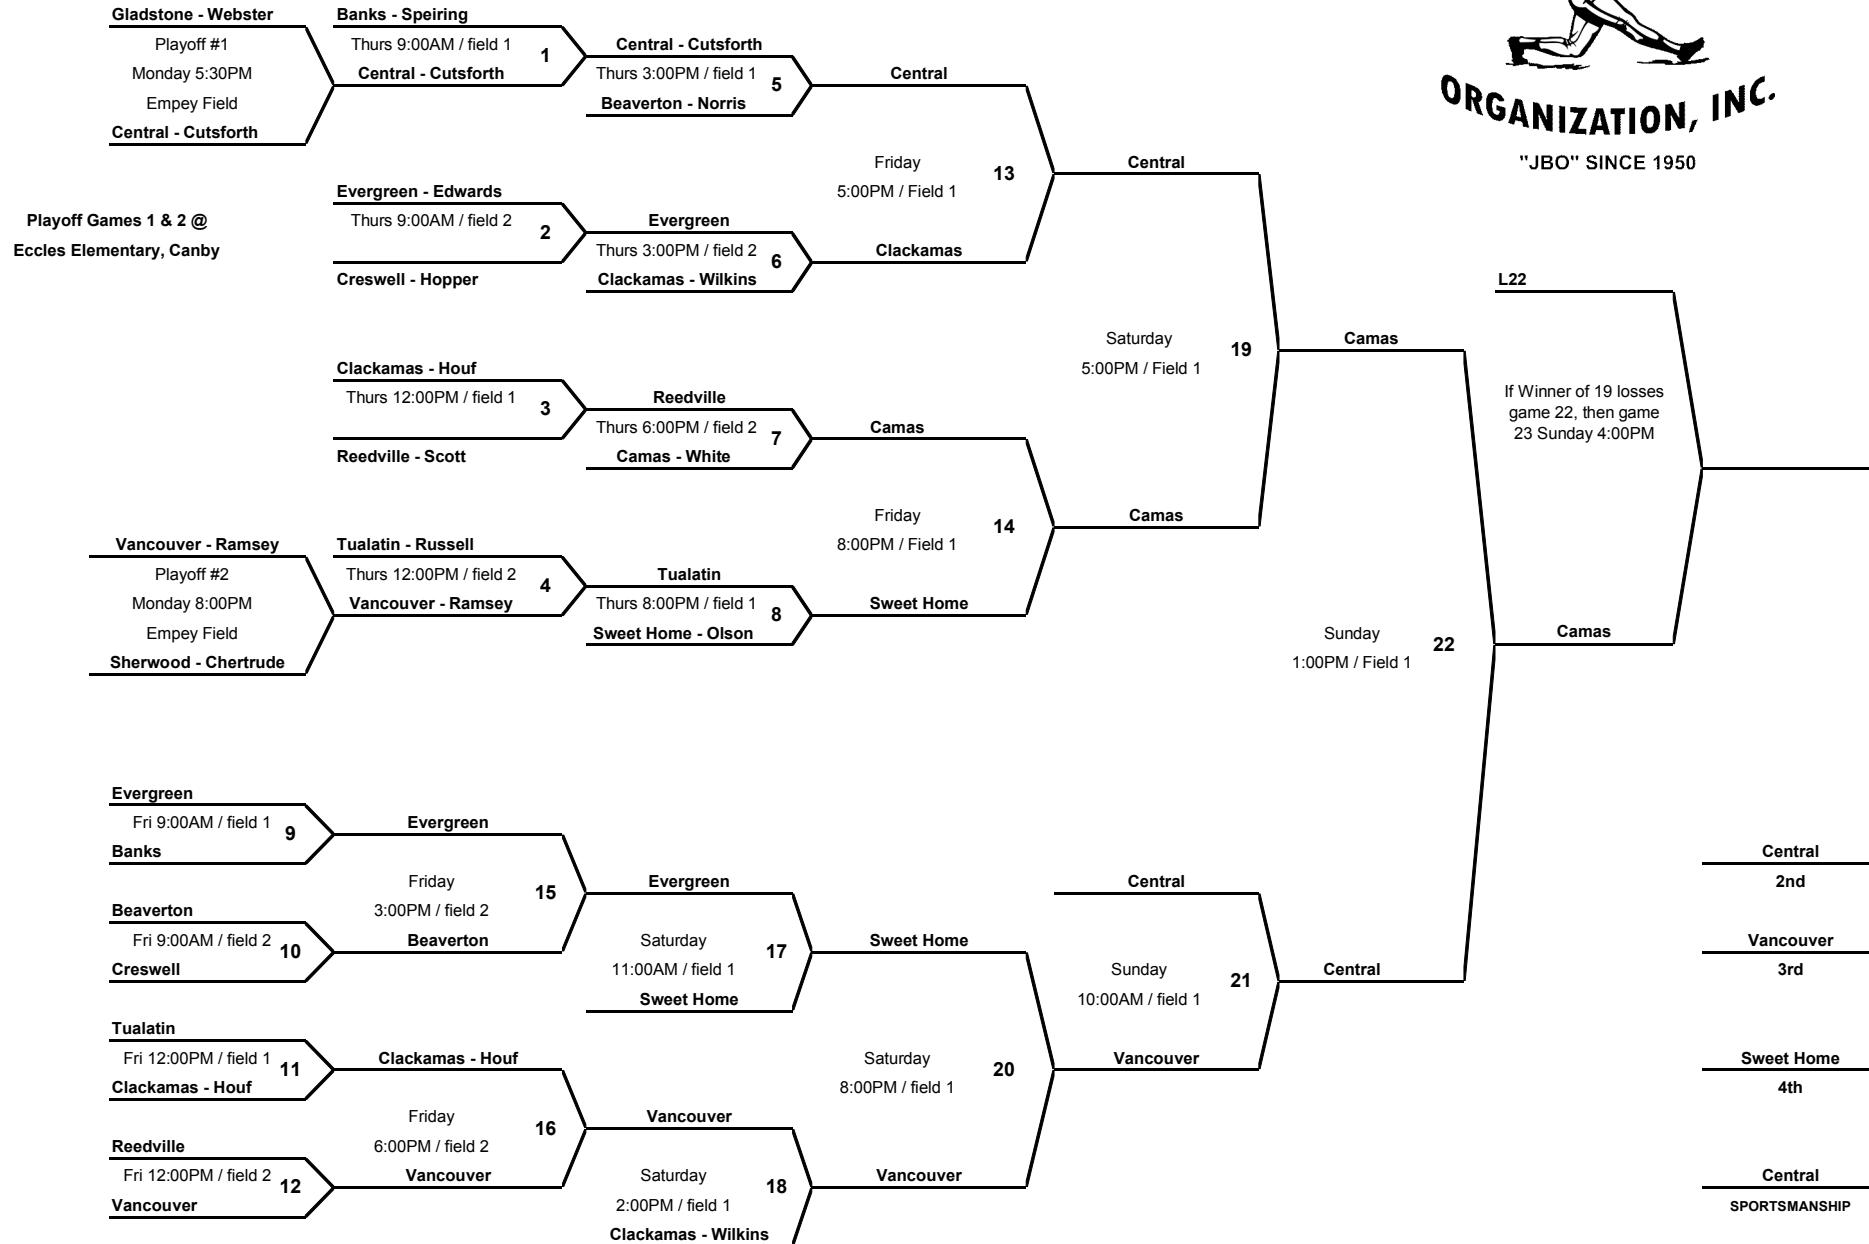 Gladstone - Webster
Banks - Speiring
Playoff #1
Thurs 9:00AM / field 1
1
Central - Cutsforth
Monday 5:30PM
Central - Cutsforth
Thurs 3:00PM / field 1
5
Central
Empey Field
Beaverton - Norris
Central - Cutsforth
ORGANIZATION, INC.
"JBO" SINCE 1950
Friday
13
Central
5:00PM / Field 1
Evergreen - Edwards
Playoff Games 1 & 2 @
Thurs 9:00AM / field 2
2
Evergreen
Eccles Elementary, Canby
Thurs 3:00PM / field 2
6
Clackamas
Creswell - Hopper
Clackamas - Wilkins
L22
Saturday
19
Camas
5:00PM / Field 1
Clackamas - Houf
Thurs 12:00PM / field 1
3
Reedville
If Winner of 19 losses
game 22, then game
23 Sunday 4:00PM
Thurs 6:00PM / field 2
7
Camas
Reedville - Scott
Camas - White
Friday
14
Camas
8:00PM / Field 1
Vancouver - Ramsey
Tualatin - Russell
Playoff #2
Thurs 12:00PM / field 2
4
Tualatin
Monday 8:00PM
Vancouver - Ramsey
Thurs 8:00PM / field 1
8
Sweet Home
Empey Field
Sweet Home - Olson
Sherwood - Chertrude
Sunday
22
Camas
1:00PM / Field 1
Evergreen
Fri 9:00AM / field 1
9
Evergreen
Banks
Central
2nd
Friday
15
Evergreen
Central
3:00PM / field 2
Beaverton
Fri 9:00AM / field 2
10
Beaverton
Saturday
17
Sweet Home
Vancouver
Creswell
11:00AM / field 1
Sunday
21
Central
3rd
Sweet Home
10:00AM / field 1
Tualatin
Fri 12:00PM / field 1
11
Clackamas - Houf
Saturday
20
Vancouver
Sweet Home
Clackamas - Houf
8:00PM / field 1
4th
Friday
16
Vancouver
6:00PM / field 2
Reedville
Fri 12:00PM / field 2
12
Vancouver
Saturday
18
Vancouver
Central
Vancouver
2:00PM / field 1
SPORTSMANSHIP
Clackamas - Wilkins